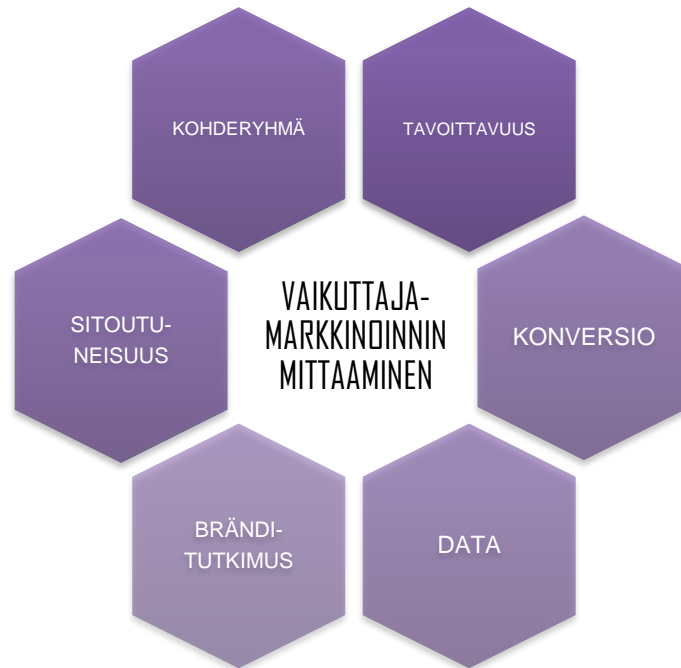 KOHDERYHMÄ
TAVOITTAVUUS
SITOUTU-
NEISUUS
VAIKUTTAJA-
MARKKINOINNIN
MITTAAMINEN
KONVERSIO
BRÄNDI-
TUTKIMUS
DATA